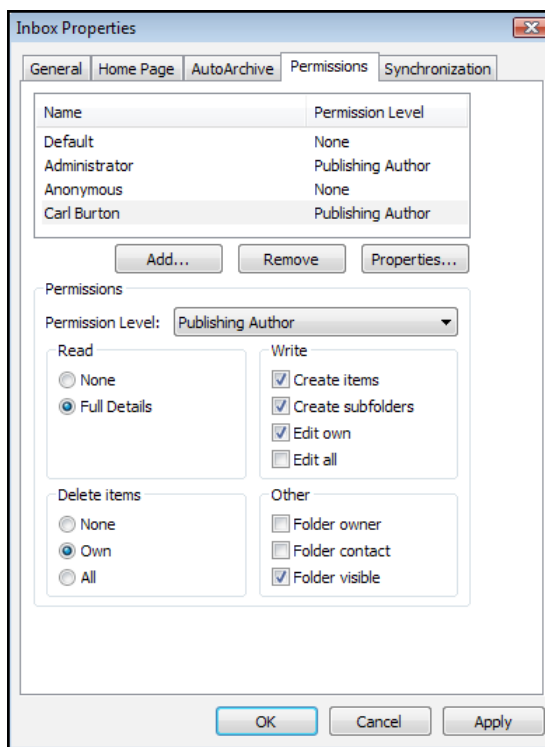 Inbox Properties
General Home Page AutoArchive Permissions Synchronization
Name Permission Level
Default None
Administrator Publishing Author
Anonymous None
Carl Burton Publishing Author
Add... Remove Properties...
Permissions
Permission Level: Publishing Author
Read
None
Full Details
Write
Create items
Create subfolders
Edit own
Edit all
Delete items
None
Own
All
Other
Folder owner
Folder contact
Folder visible
OK Cancel Apply